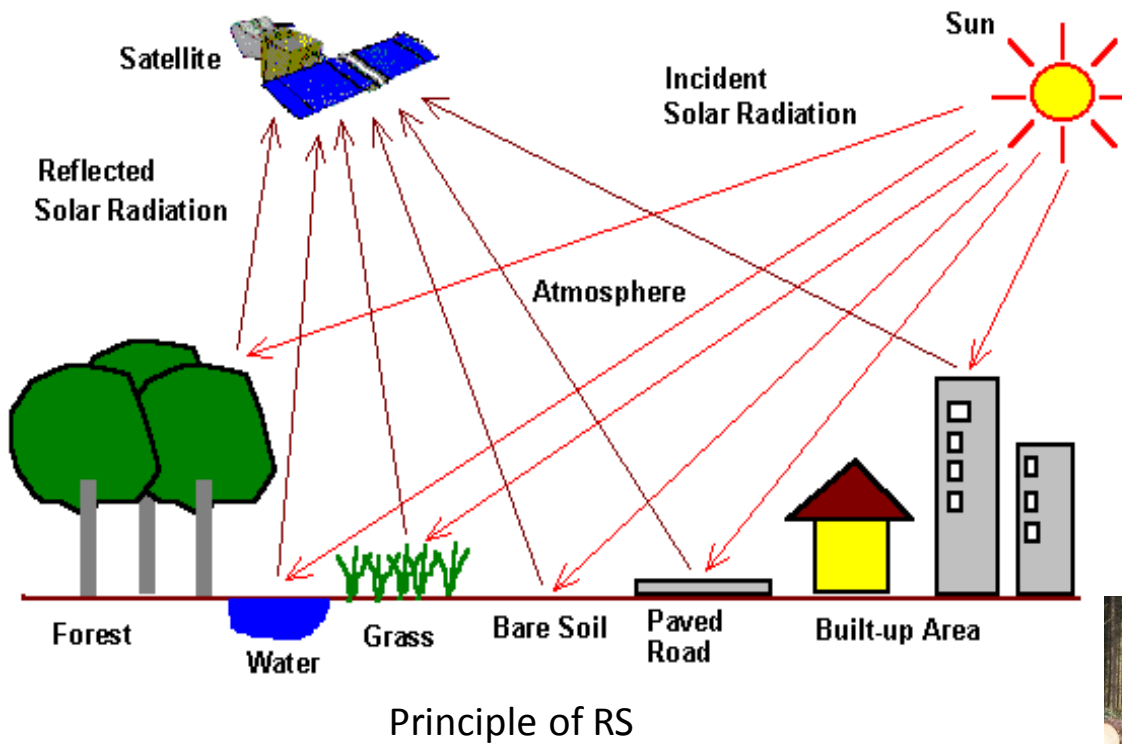 Sun
Satellite
Incident
Solar Radiation
Reflected
Solar Radiation
Atmosphere
Forest
Water
Grass
Bare Soil
Paved
Road
Built-up Area
Principle of RS